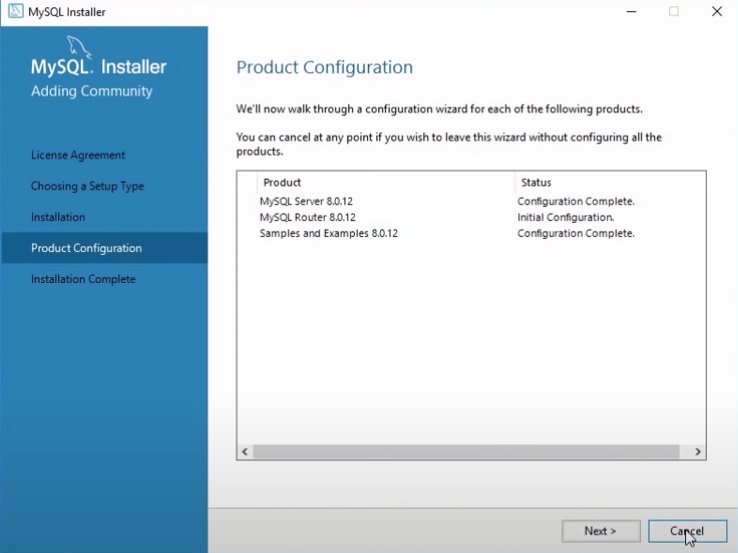 MySQL Installer
MySQL. Installer
Adding Community
License Agreement
Choosing a Setup Type
Installation
Product Configuration
Installation Complete
Product Configuration
We'll now walk through a configuration wizard for each of the following products.
You can cancel at any point if you wish to leave this wizard without configuring all the
products.
Product Status
MySQL Server 8.0.12 Configuration Complete.
MySQL Router 8.0.12 Initial Configuration.
Samples and Examples 8.0.12 Configuration Complete.
Next > Cancel